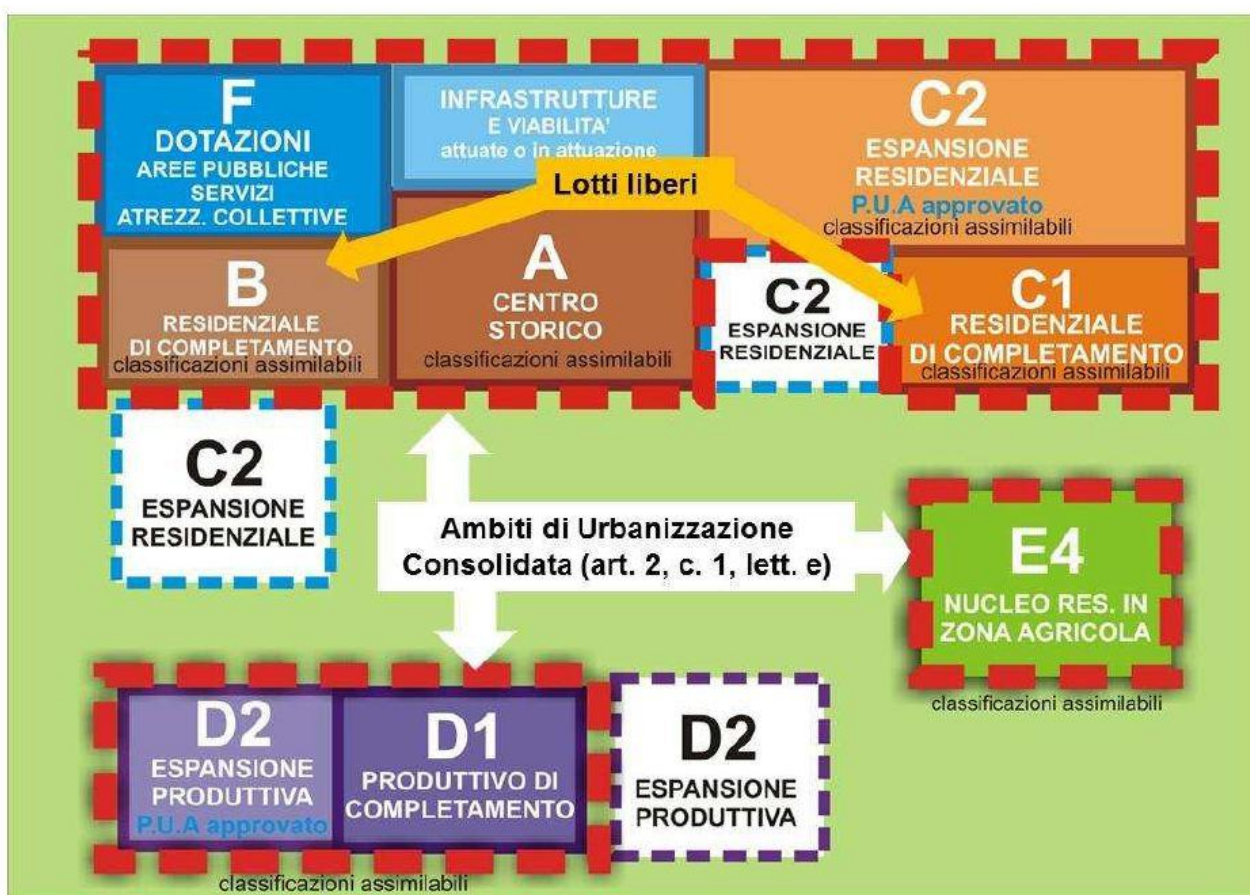 F
DOTAZIONI
AREE PUBBLICHE
SERVIZI
ATREZZ. COLLETTIVE
INFRASTRUTTURE
E VIABILITA'
attuate o in attuazione
C2
ESPANSIONE
RESIDENZIALE
P.U.A approvato
classificazioni assimilabili
Lotti liberi
B
RESIDENZIALE
DI COMPLETAMENTO
classificazioni assimilabili
A
CENTRO
STORICO
classificazioni assimilabili
C2
ESPANSIONE
RESIDENZIALE
C1
RESIDENZIALE
DI COMPLETAMENTO
classificazioni assimilabili
C2
ESPANSIONE
RESIDENZIALE
Ambiti di Urbanizzazione
Consolidata (art. 2, c. 1, lett. e)
E4
NUCLEO RES. IN
ZONA AGRICOLA
classificazioni assimilabili
D2
ESPANSIONE
PRODUTTIVA
P.U.A approvato
D1
PRODUTTIVO DI
COMPLETAMENTO
classificazioni assimilabili
D2
ESPANSIONE
PRODUTTIVA